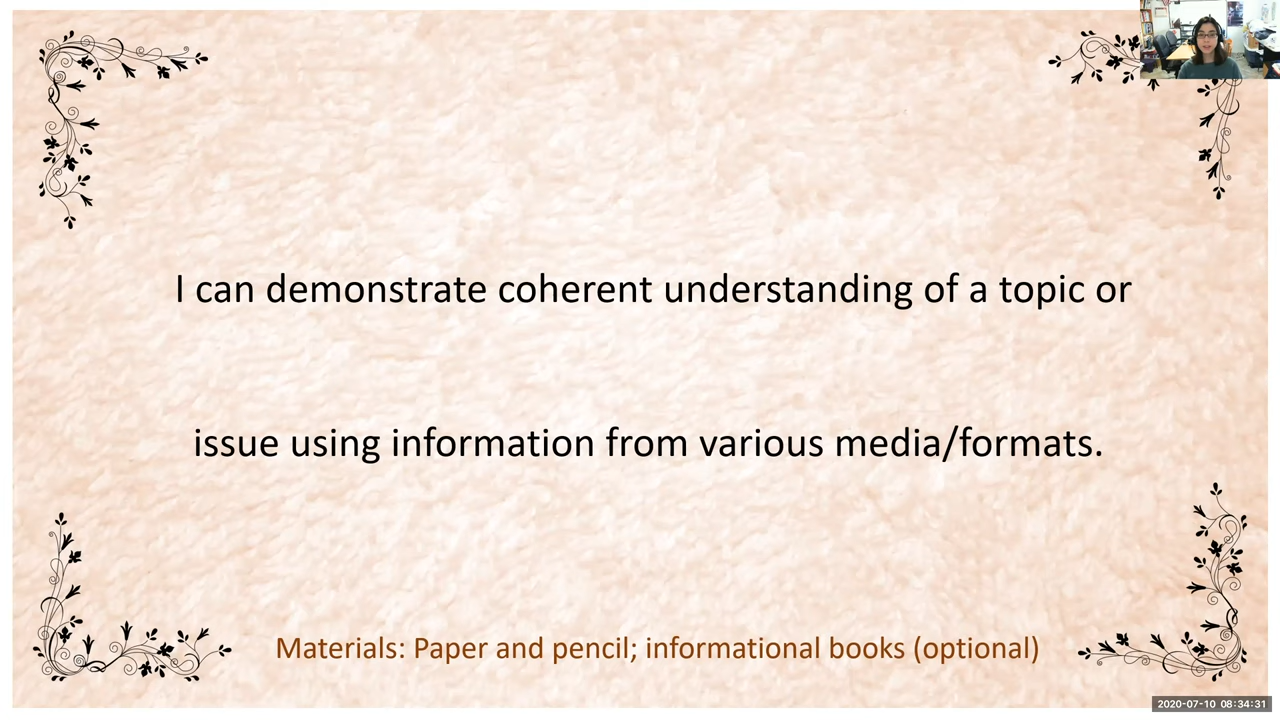 I can demonstrate coherent understanding of a topic or
issue using information from various media/formats.
Materials: Paper and pencil; informational books (optional)
2020-07-10 08:34:31